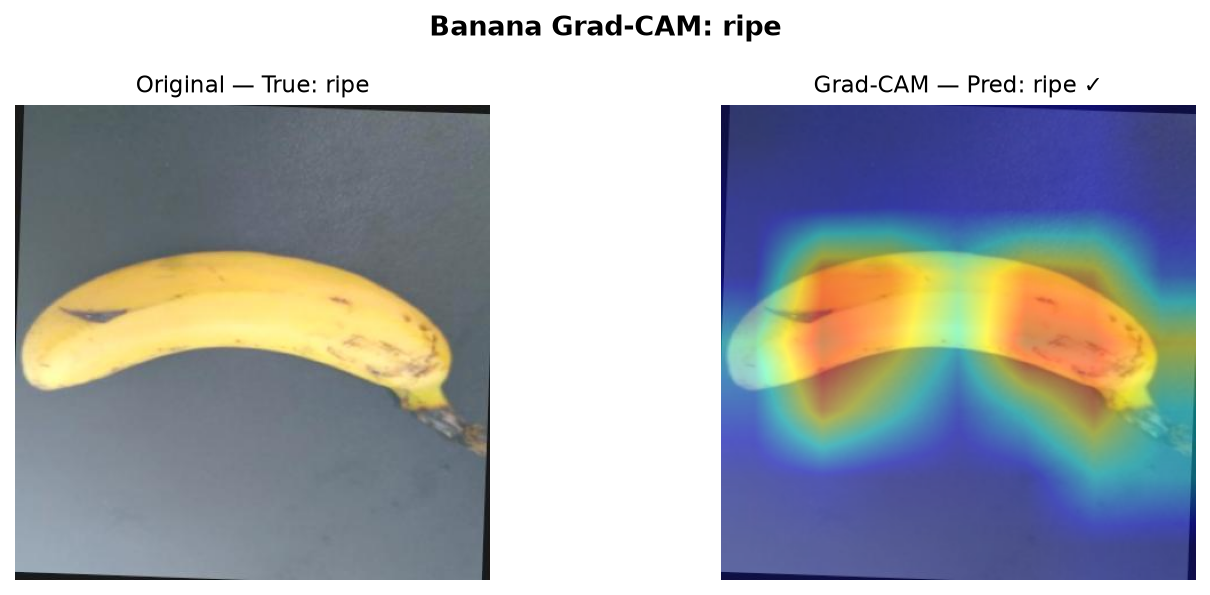 Banana Grad-CAM: ripe
Original — True: ripe
Grad-CAM — Pred: ripe ✓